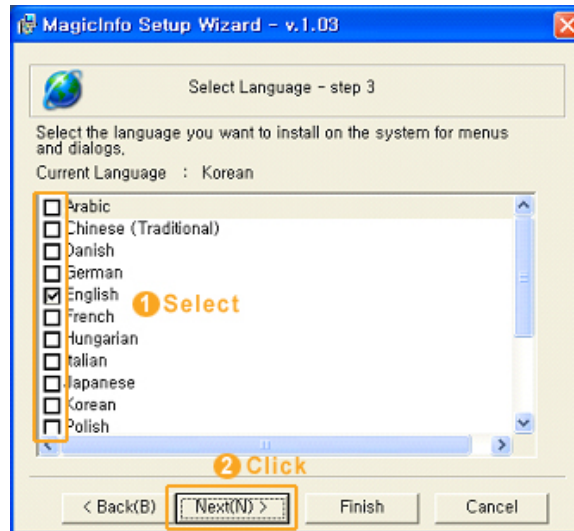 MagicInfo Setup Wizard - v.1.03
Select Language - step 3
Select the language you want to install on the system for menus
and dialogs,
Current Language : Korean
Arabic
Chinese (Traditional)
Danish
German
English
1 Select
French
Hungarian
Italian
Japanese
Korean
Polish
2 Click
< Back(B)
Next(N) >
Finish
Cancel